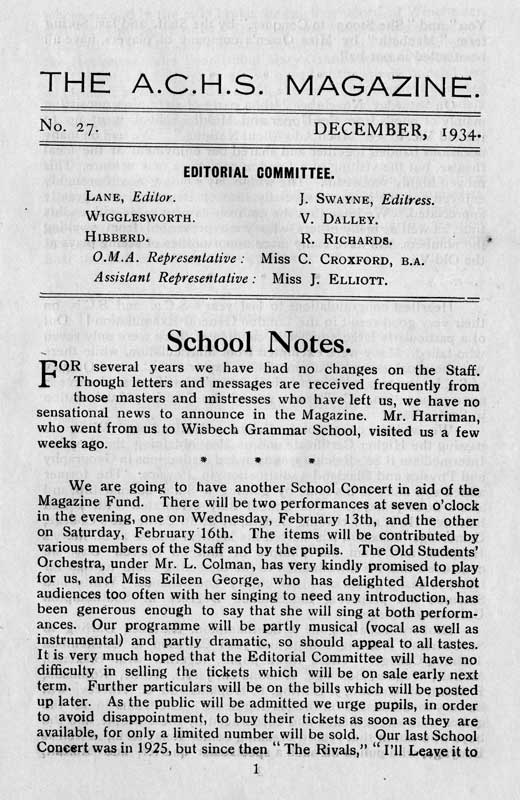 THE A.C.H.S. MAGAZINE.
No. 27.
DECEMBER, 1934.
EDITORIAL COMMITTEE.
LANE, Editor.
J. SWAYNE, Editress.
WIGGLESWORTH.
V. DALLEY.
HIBBERD.
R. RICHARDS.
O.M.A. Representative: MISS C. CROXFORD, B.A.
Assistant Representative: MISS J. ELLIOTT.
School Notes.
FOR several years we have had no changes on the Staff.
Though letters and messages are received frequently from
those masters and mistresses who have left us, we have no
sensational news to announce in the Magazine. Mr. Harriman,
who went from us to Wisbech Grammar School, visited us a few
weeks ago.
* * *
We are going to have another School Concert in aid of the
Magazine Fund. There will be two performances at seven o'clock
in the evening, one on Wednesday, February 13th, and the other
on Saturday, February 16th. The items will be contributed by
various members of the Staff and by the pupils. The Old Students'
Orchestra, under Mr. L. Colman, has very kindly promised to play
for us, and Miss Eileen George, who has delighted Aldershot
audiences too often with her singing to need any introduction, has
been generous enough to say that she will sing at both perform-
ances. Our programme will be partly musical (vocal as well as
instrumental) and partly dramatic, so should appeal to all tastes.
It is very much hoped that the Editorial Committee will have no
difficulty in selling the tickets which will be on sale early next
term. Further particulars will be on the bills which will be posted
up later. As the public will be admitted we urge pupils, in order
to avoid disappointment, to buy their tickets as soon as they are
available, for only a limited number will be sold. Our last School
Concert was in 1925, but since then "The Rivals," "I'll Leave it to
1